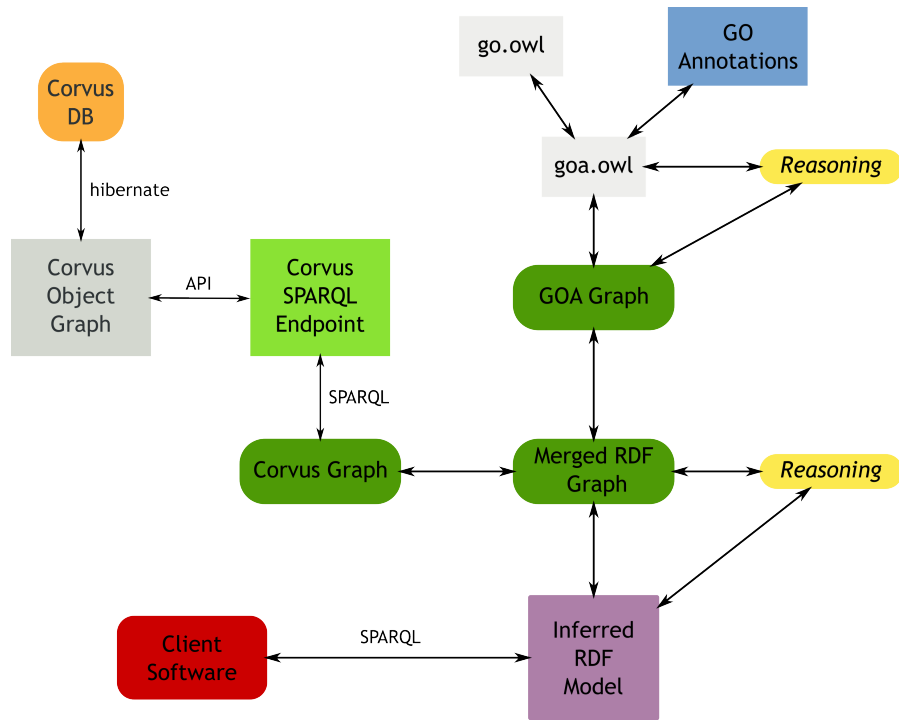 go.owl
GO
Annotations
Corvus
DB
hibernate
goa.owl
Reasoning
Corvus
Object
Graph
API
Corvus
SPARQL
Endpoint
GOA Graph
SPARQL
Corvus Graph
Merged RDF
Graph
Reasoning
Client
Software
SPARQL
Inferred
RDF
Model